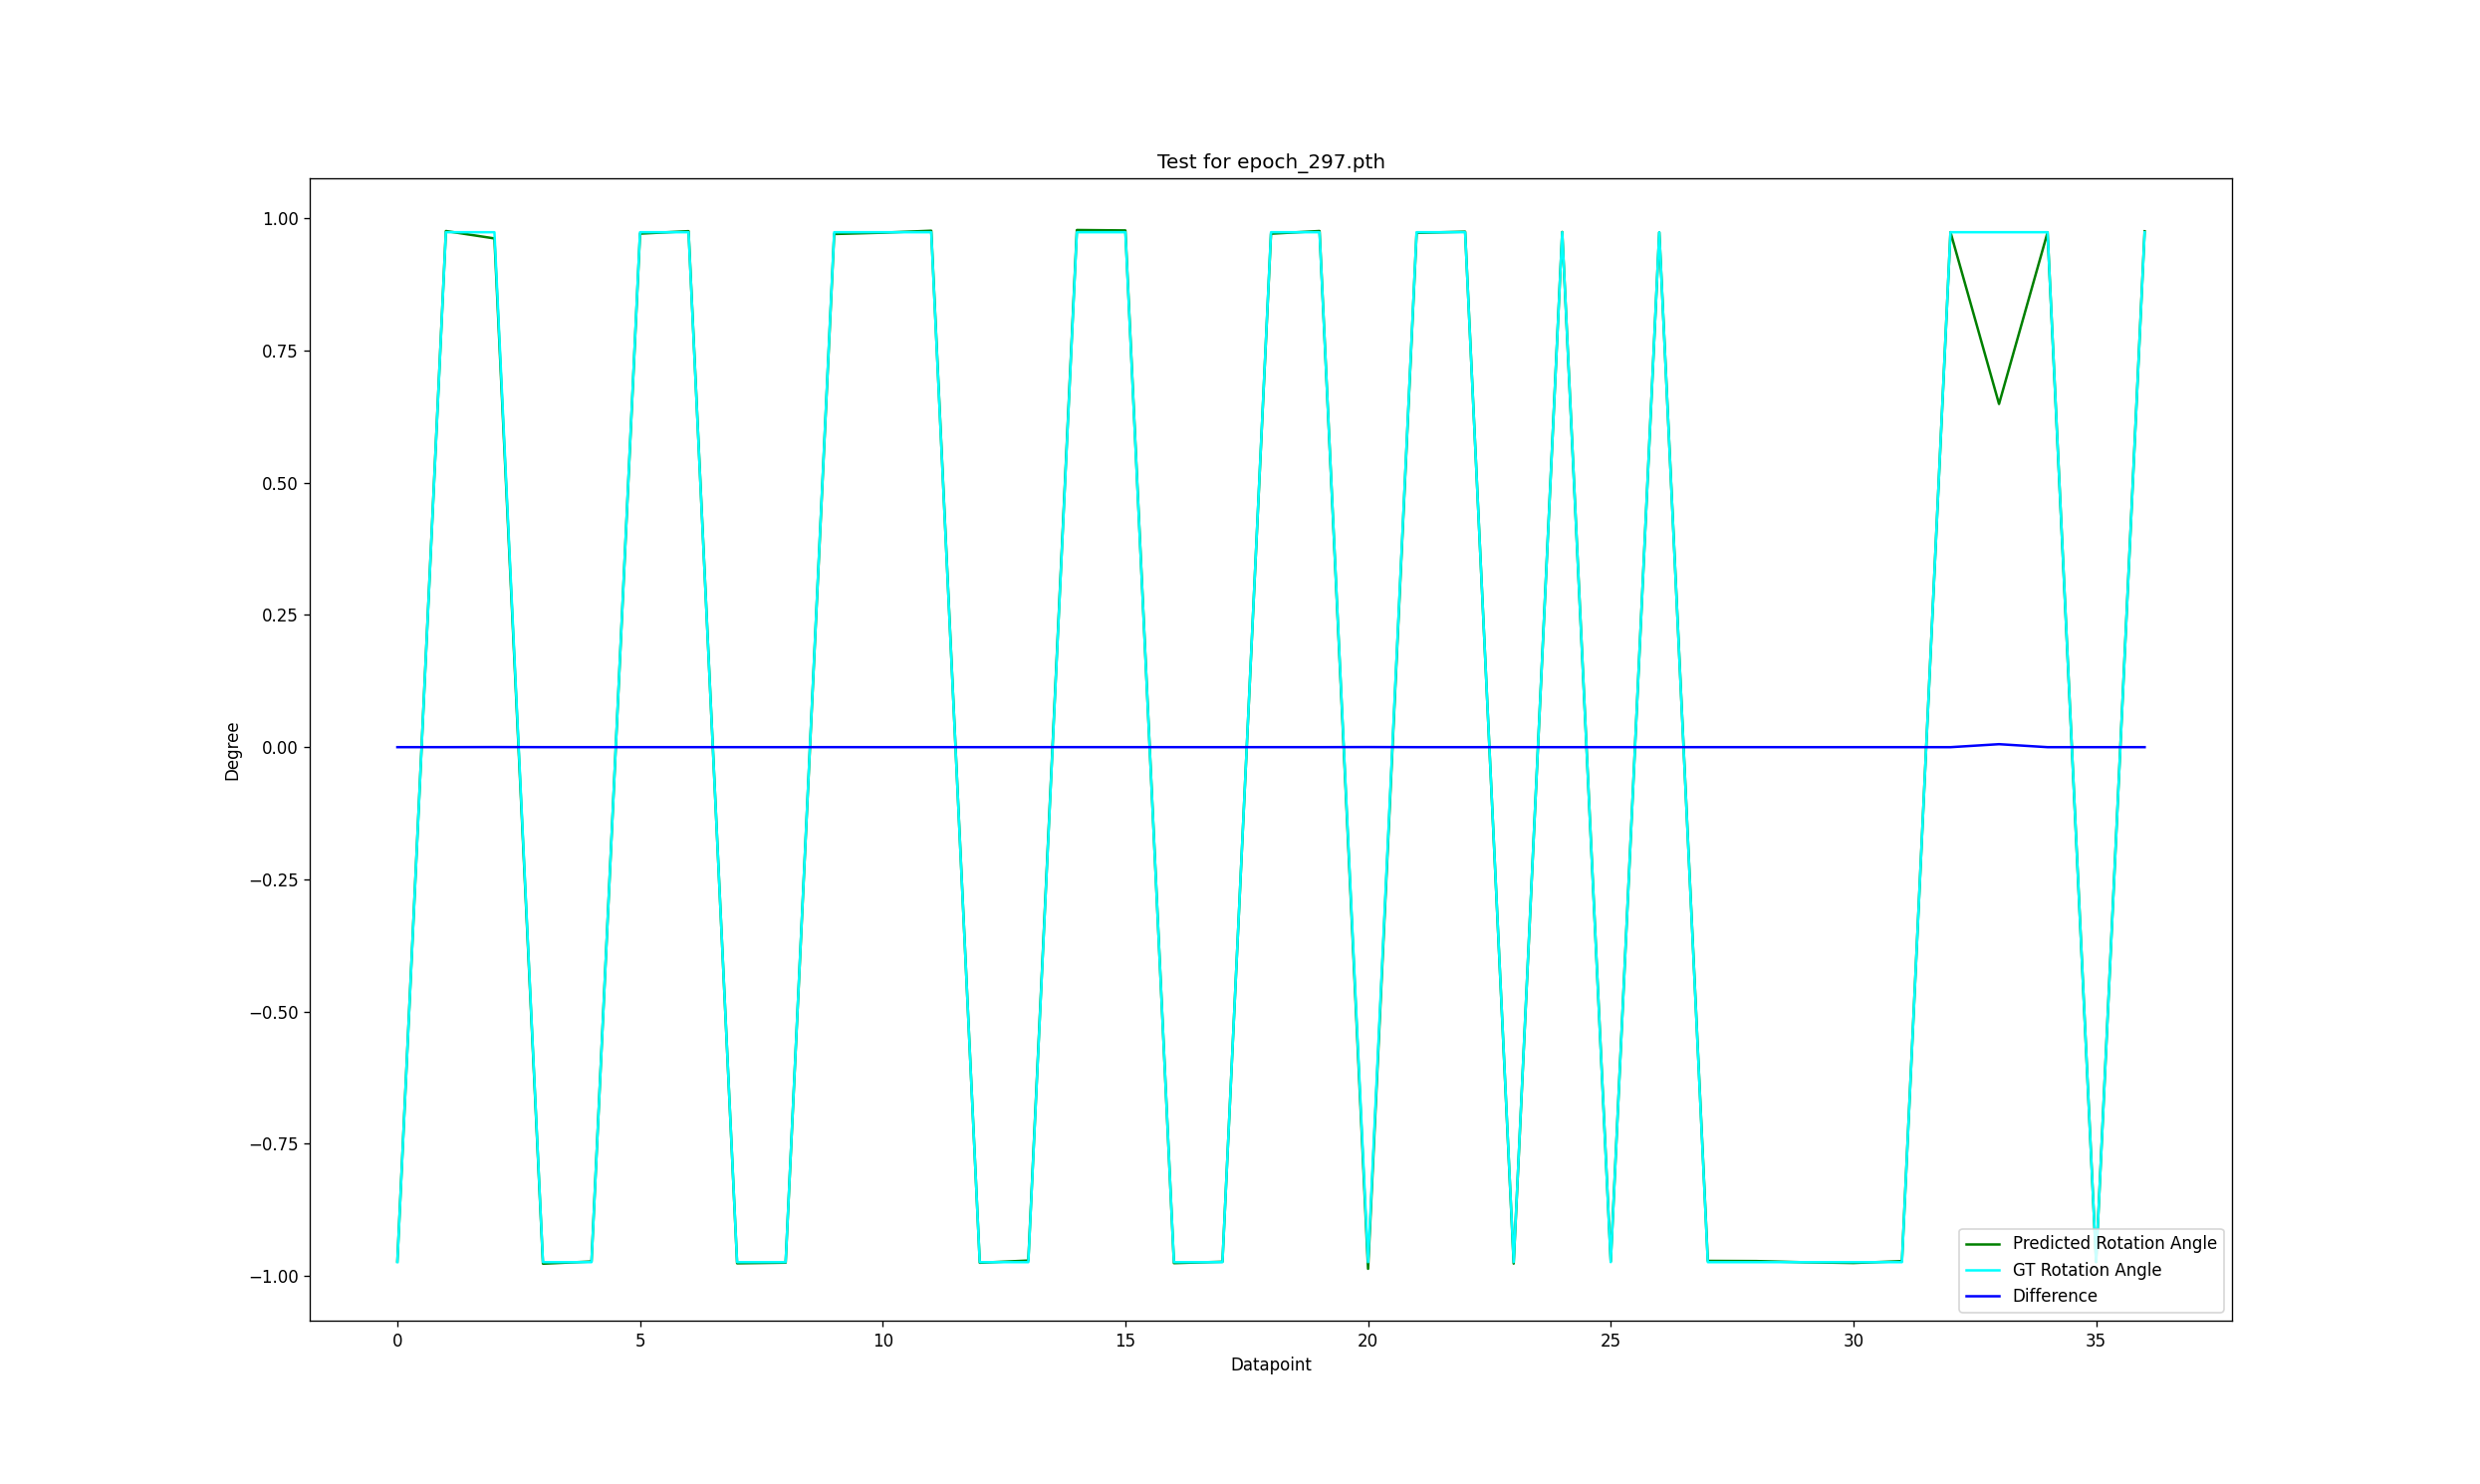 Test for epoch_297.pth
1.00
0.75
0.50
0.25
0.00
−0.25
−0.50
−0.75
−1.00
Degree
Predicted Rotation Angle
GT Rotation Angle
Difference
0 5 10 15 20 25 30 35
Datapoint